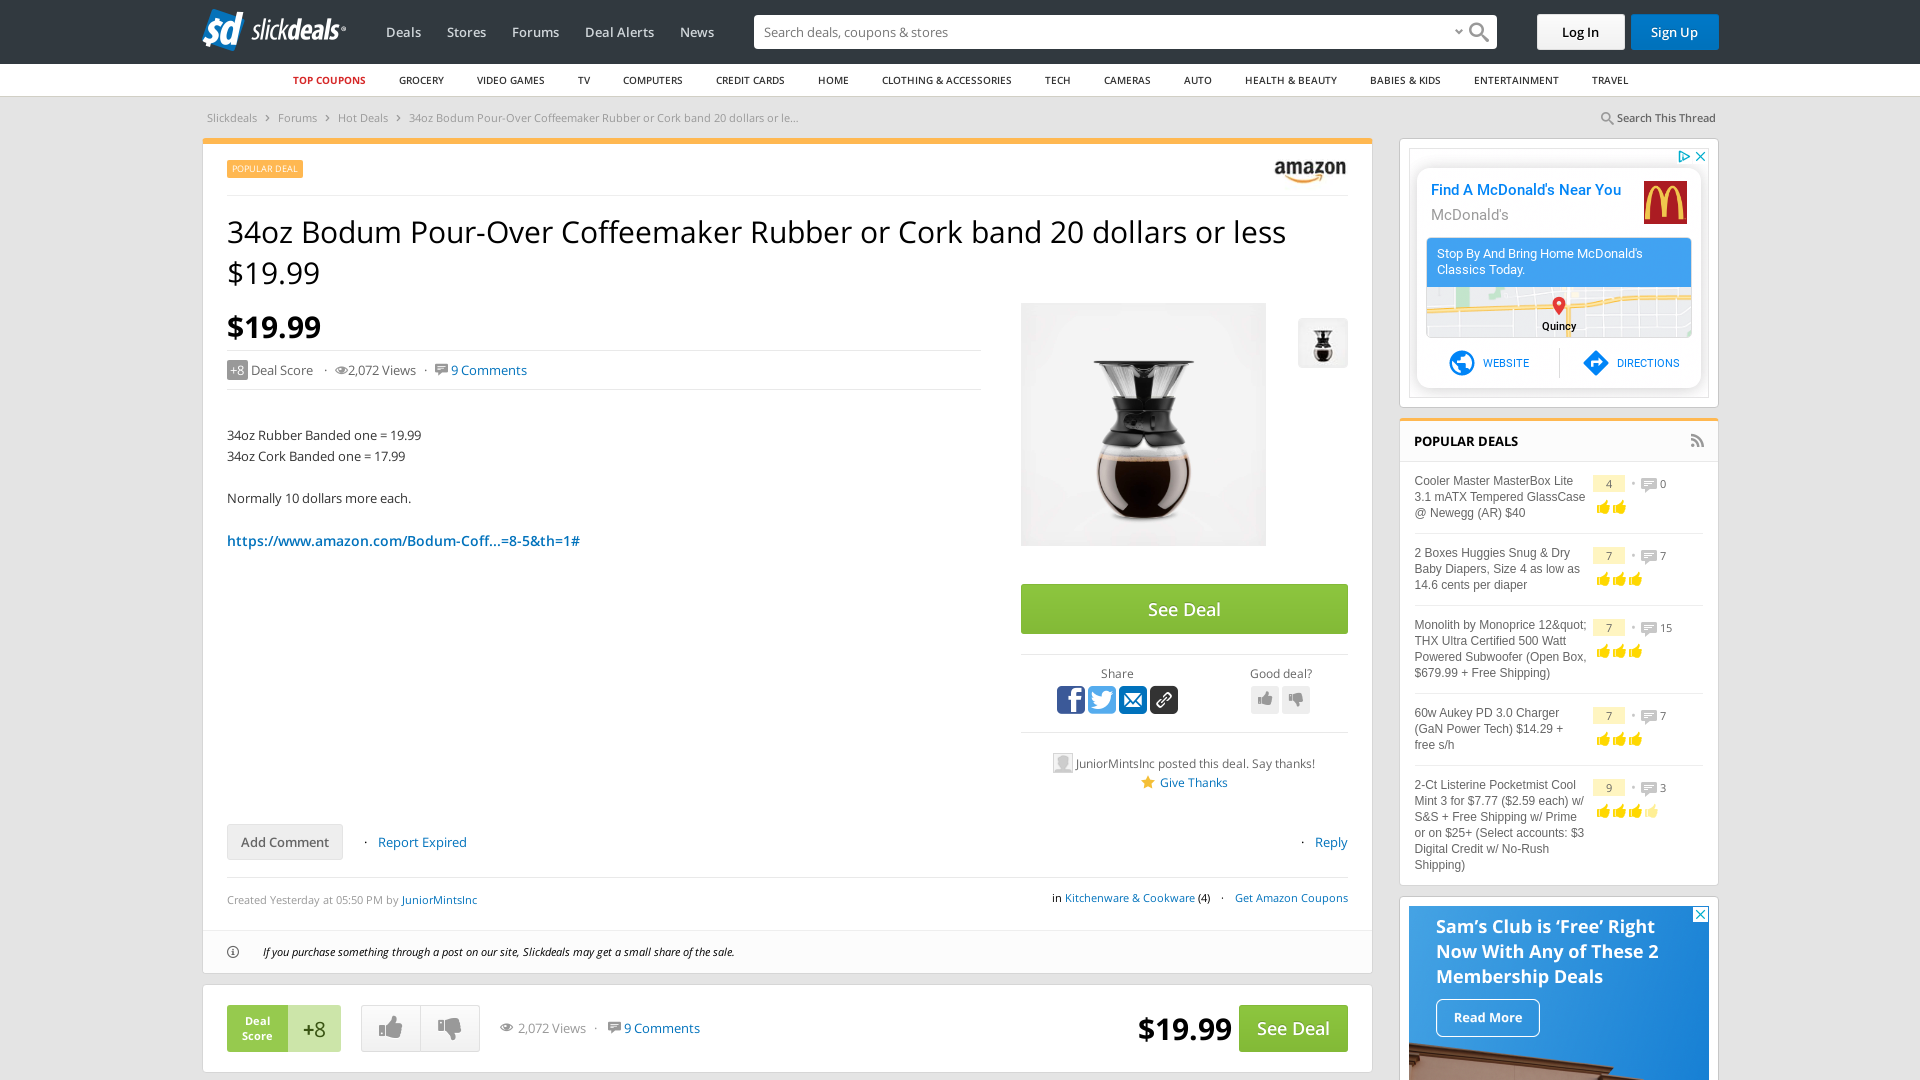 slickdeals
Deals
Stores
Forums
Deal Alerts
News
Search deals, coupons & stores
Log In
Sign Up
TOP COUPONS
GROCERY
VIDEO GAMES
TV
COMPUTERS
CREDIT CARDS
HOME
CLOTHING & ACCESSORIES
TECH
CAMERAS
AUTO
HEALTH & BEAUTY
BABIES & KIDS
ENTERTAINMENT
TRAVEL
Slickdeals › Forums › Hot Deals › 34oz Bodum Pour-Over Coffeemaker Rubber or Cork band 20 dollars or le...
Search This Thread
POPULAR DEAL
amazon
34oz Bodum Pour-Over Coffeemaker Rubber or Cork band 20 dollars or less
$19.99
$19.99
+8 Deal Score · 2,072 Views · 9 Comments
34oz Rubber Banded one = 19.99
34oz Cork Banded one = 17.99
Normally 10 dollars more each.
https://www.amazon.com/Bodum-Coff...=8-5&th=1#
See Deal
Share
Good deal?
JuniorMintsInc posted this deal. Say thanks!
Give Thanks
Add Comment · Report Expired
· Reply
Created Yesterday at 05:50 PM by JuniorMintsInc
in Kitchenware & Cookware (4) · Get Amazon Coupons
If you purchase something through a post on our site, Slickdeals may get a small share of the sale.
Deal
Score
+8
2,072 Views · 9 Comments
$19.99
See Deal
Find A McDonald's Near You
McDonald's
Stop By And Bring Home McDonald's
Classics Today.
Quincy
WEBSITE
DIRECTIONS
POPULAR DEALS
Cooler Master MasterBox Lite
3.1 mATX Tempered GlassCase
@ Newegg (AR) $40
4 · 0
2 Boxes Huggies Snug & Dry
Baby Diapers, Size 4 as low as
14.6 cents per diaper
7 · 7
Monolith by Monoprice 12&quot;
THX Ultra Certified 500 Watt
Powered Subwoofer (Open Box,
$679.99 + Free Shipping)
7 · 15
60w Aukey PD 3.0 Charger
(GaN Power Tech) $14.29 +
free s/h
7 · 7
2-Ct Listerine Pocketmist Cool
Mint 3 for $7.77 ($2.59 each) w/
S&S + Free Shipping w/ Prime
or on $25+ (Select accounts: $3
Digital Credit w/ No-Rush
Shipping)
9 · 3
Sam's Club is ‘Free’ Right
Now With Any of These 2
Membership Deals
Read More